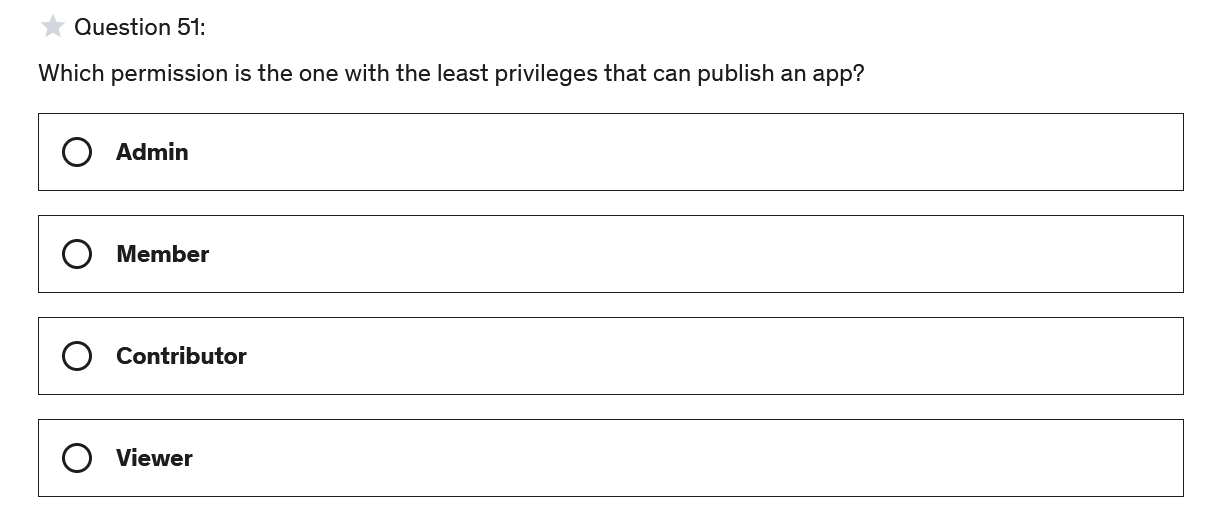 Question 51:
Which permission is the one with the least privileges that can publish an app?
Admin
Member
Contributor
Viewer